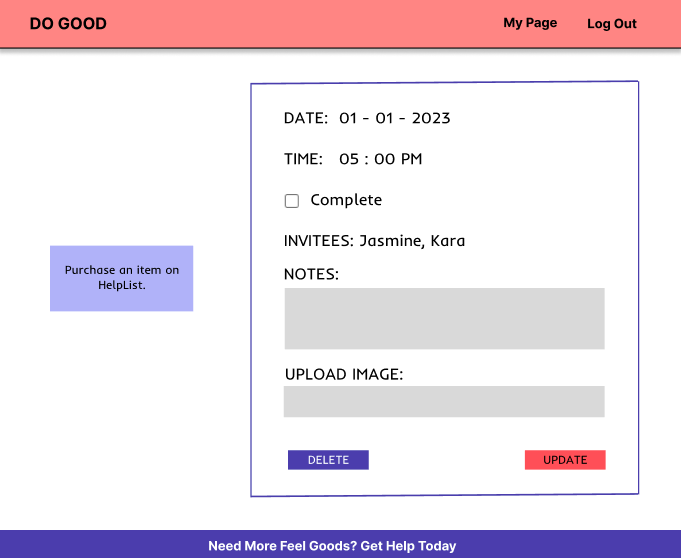 DO GOOD
My Page
Log Out
DATE: 01 - 01 - 2023
TIME: 05 : 00 PM
Complete
INVITEES: Jasmine, Kara
Purchase an item on
HelpList.
NOTES:
UPLOAD IMAGE:
DELETE
UPDATE
Need More Feel Goods? Get Help Today